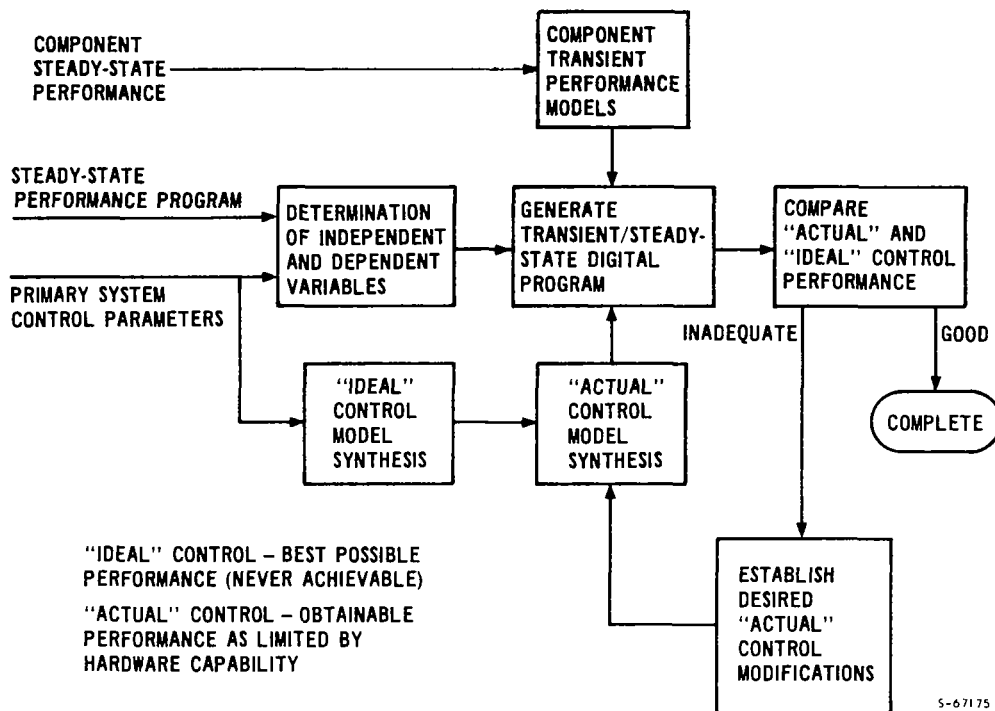 COMPONENT
STEADY-STATE
PERFORMANCE
COMPONENT
TRANSIENT
PERFORMANCE
MODELS
STEADY-STATE
PERFORMANCE PROGRAM
PRIMARY SYSTEM
CONTROL PARAMETERS
DETERMINATION
OF INDEPENDENT
AND DEPENDENT
VARIABLES
GENERATE
TRANSIENT/STEADY-
STATE DIGITAL
PROGRAM
COMPARE
"ACTUAL" AND
"IDEAL" CONTROL
PERFORMANCE
INADEQUATE
GOOD
COMPLETE
"IDEAL"
CONTROL
MODEL
SYNTHESIS
"ACTUAL"
CONTROL
MODEL
SYNTHESIS
"IDEAL" CONTROL – BEST POSSIBLE
PERFORMANCE (NEVER ACHIEVABLE)
"ACTUAL" CONTROL – OBTAINABLE
PERFORMANCE AS LIMITED BY
HARDWARE CAPABILITY
ESTABLISH
DESIRED
"ACTUAL"
CONTROL
MODIFICATIONS
S-67175